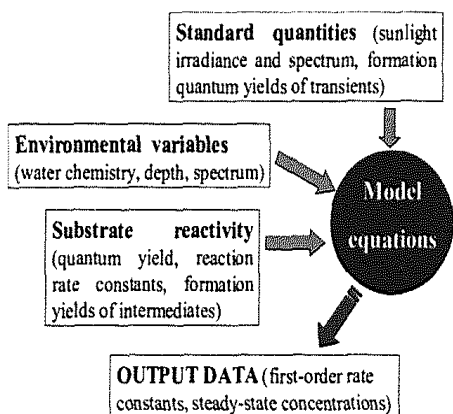 Standard quantities (sunlight
irradiance and spectrum, formation
quantum yields of transients)
Environmental variables
(water chemistry, depth, spectrum)
Model
equations
Substrate reactivity
(quantum yield, reaction
rate constants, formation
yields of intermediates)
OUTPUT DATA (first-order rate
constants, steady-state concentrations)